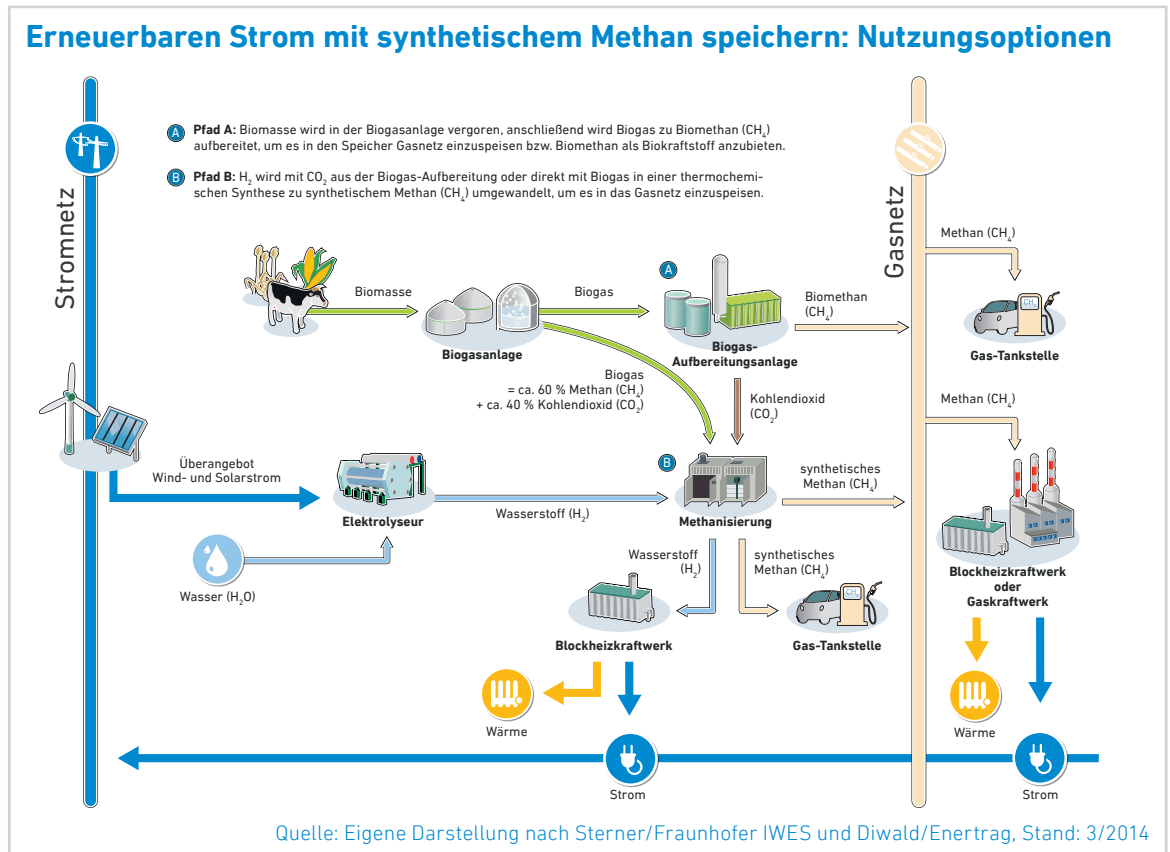 Erneuerbaren Strom mit synthetischem Methan speichern: Nutzungsoptionen
A Pfad A: Biomasse wird in der Biogasanlage vergoren, anschließend wird Biogas zu Biomethan (CH₄)
aufbereitet, um es in den Speicher Gasnetz einzuspeisen bzw. Biomethan als Biokraftstoff anzubieten.
B Pfad B: H₂ wird mit CO₂ aus der Biogas-Aufbereitung oder direkt mit Biogas in einer thermochemi-
schen Synthese zu synthetischem Methan (CH₄) umgewandelt, um es in das Gasnetz einzuspeisen.
Stromnetz
Gasnetz
Methan (CH₄)
CH₄
Gas-Tankstelle
Biomasse
Biogasanlage
Biogas
A
Biogas-
Aufbereitungsanlage
Biomethan
(CH₄)
Biogas
= ca. 60 % Methan (CH₄)
+ ca. 40 % Kohlendioxid (CO₂)
Kohlendioxid
(CO₂)
Methan (CH₄)
Überangebot
Wind- und Solarstrom
Elektrolyseur
Wasserstoff (H₂)
B
Methanisierung
synthetisches
Methan (CH₄)
Wasser (H₂O)
Wasserstoff
(H₂)
synthetisches
Methan (CH₄)
CH₄
Blockheizkraftwerk
Gas-Tankstelle
Blockheizkraftwerk
oder
Gaskraftwerk
Wärme
Wärme
Strom
Strom
Quelle: Eigene Darstellung nach Sterner/Fraunhofer IWES und Diwald/Enertrag, Stand: 3/2014